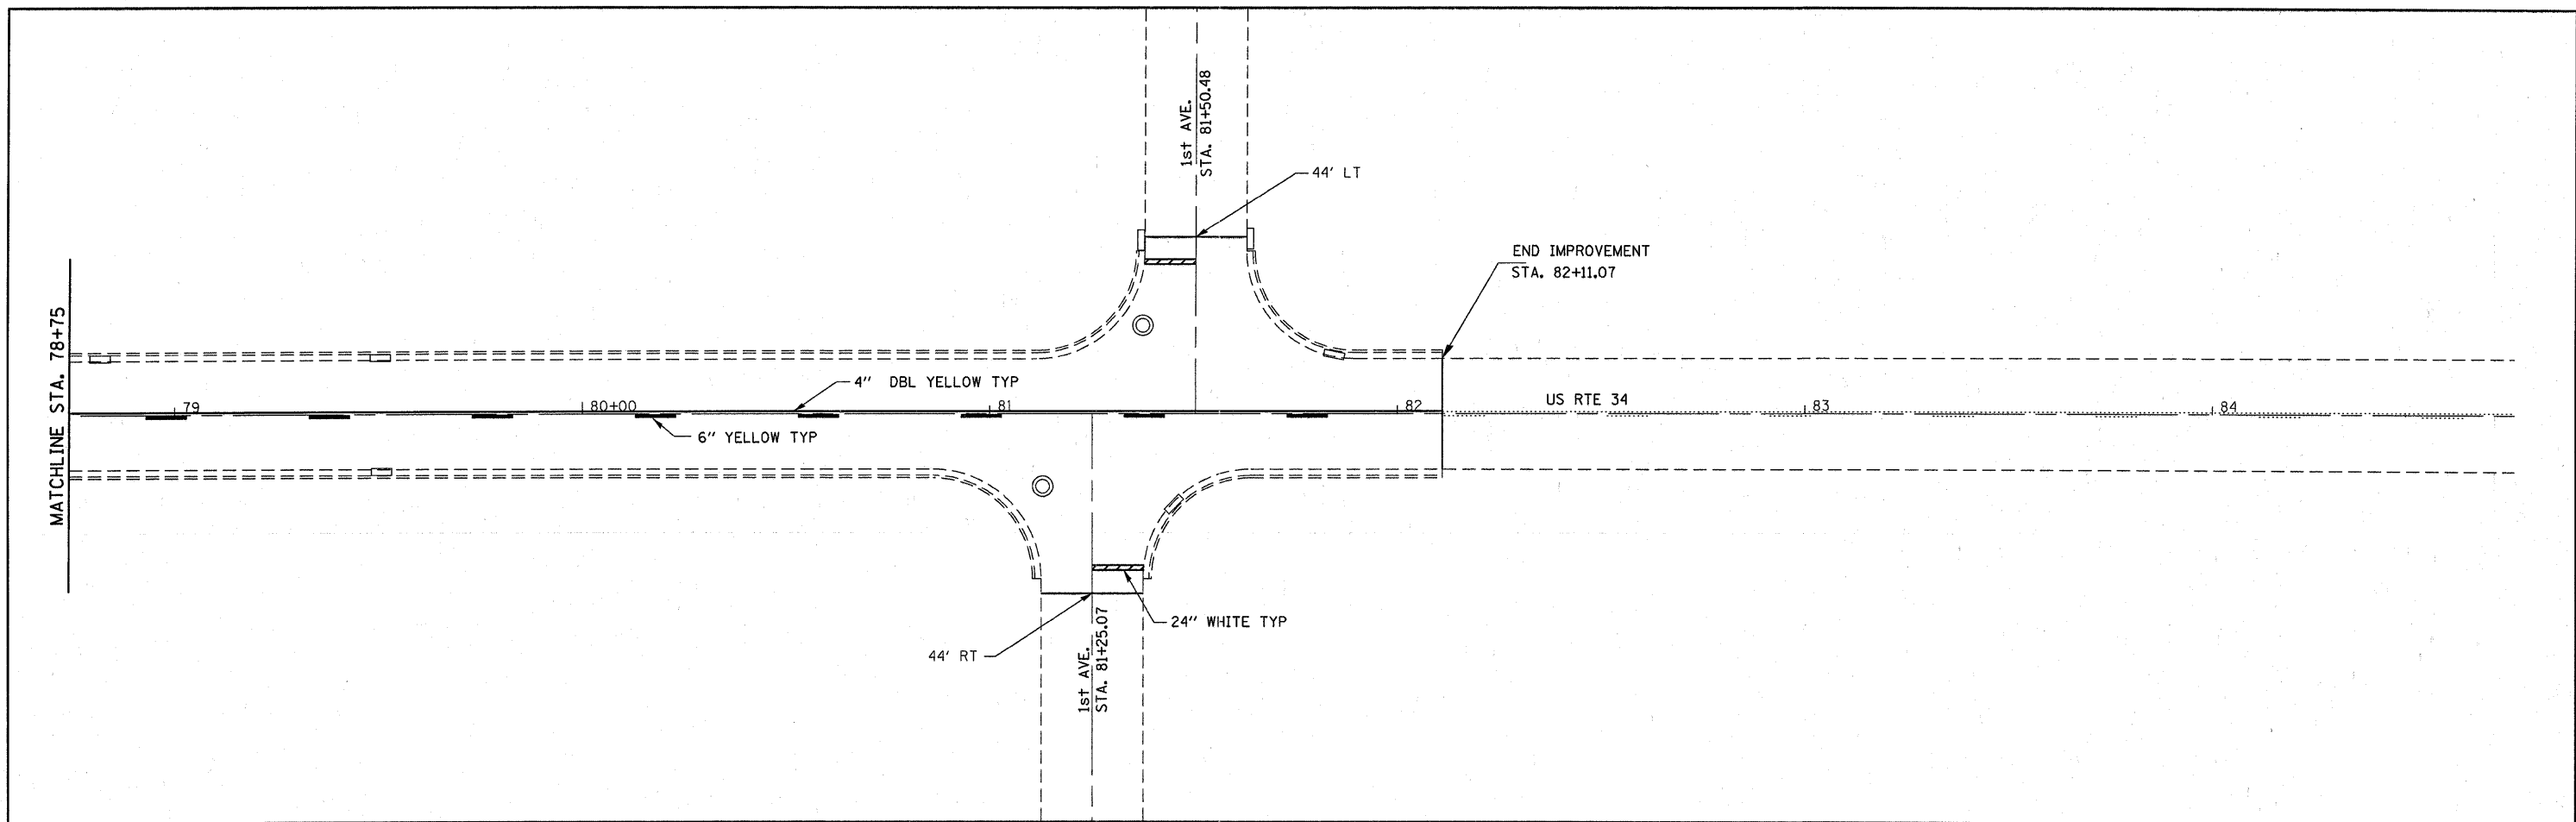 1st AVE.
STA. 81+50.48
44' LT
END IMPROVEMENT
STA. 82+11.07
MATCHLINE STA. 78+75
4" DBL YELLOW TYP
US RTE 34
79
80+00
81
82
83
84
6" YELLOW TYP
24" WHITE TYP
44' RT
1st AVE.
STA. 81+25.07